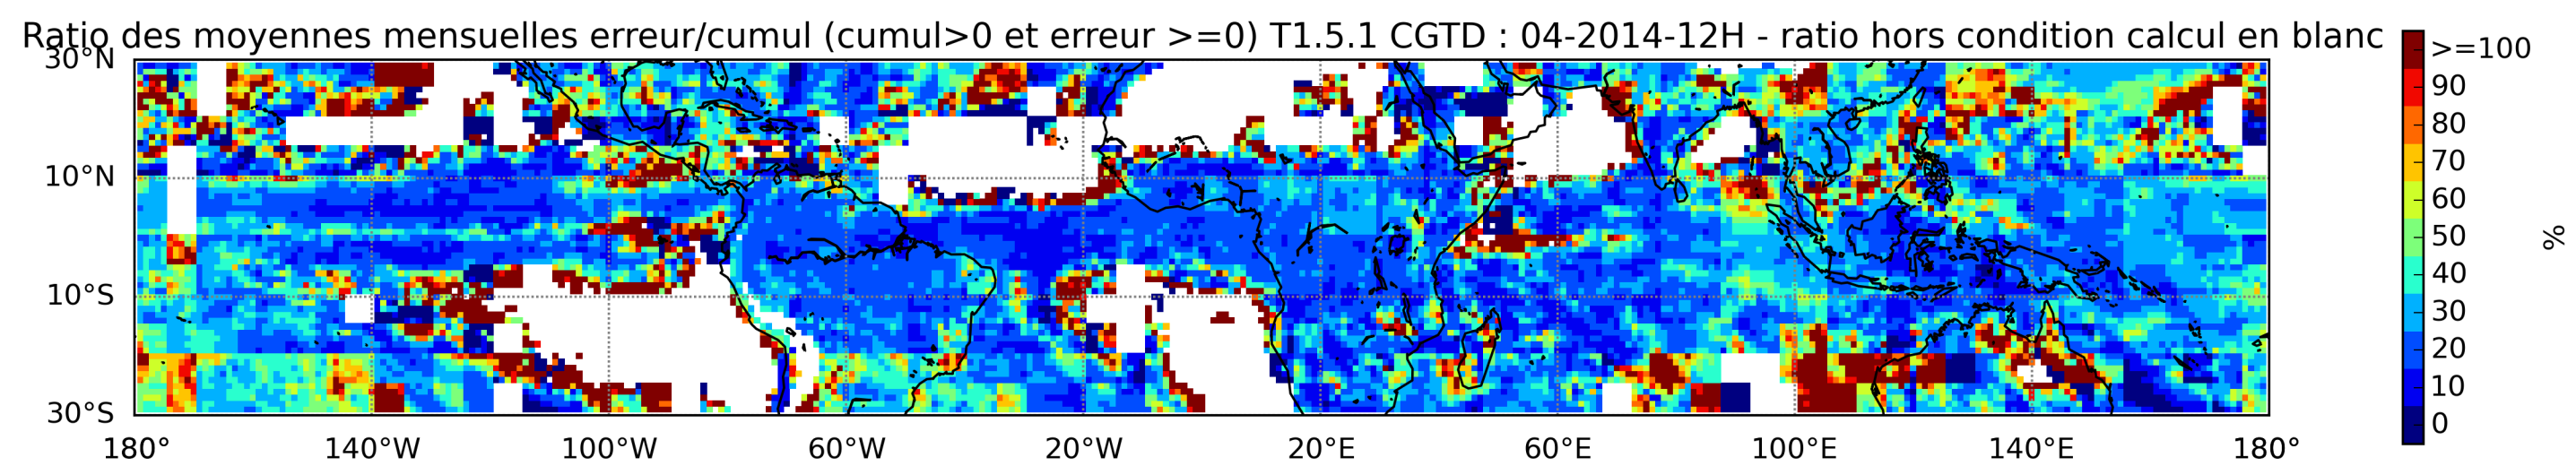 Ratio des moyennes mensuelles erreur/cumul (cumul>0 et erreur >=0) T1.5.1 CGTD : 04-2014-12H - ratio hors condition calcul en blanc
30°N
10°N
10°S
30°S
180° 140°W 100°W 60°W 20°W 20°E 60°E 100°E 140°E 180°
>=100
90
80
70
60
50
40
30
20
10
0
%